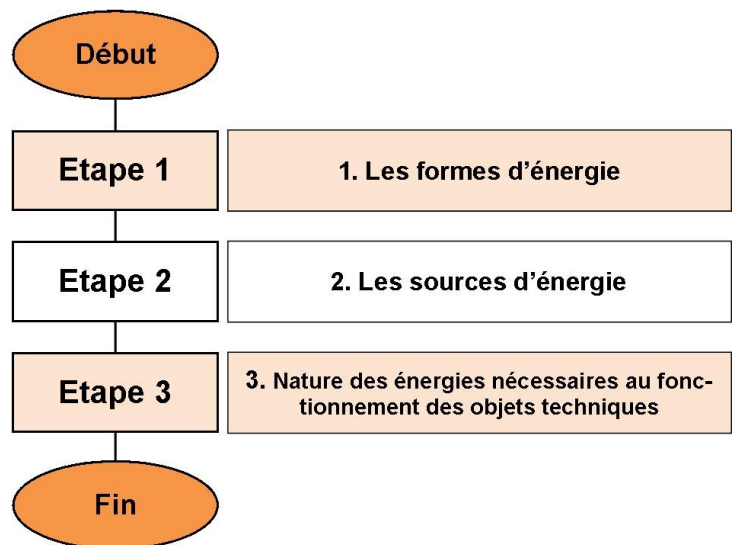 Début
Etape 1
1. Les formes d'énergie
Etape 2
2. Les sources d'énergie
Etape 3
3. Nature des énergies nécessaires au fonc-
tionnement des objets techniques
Fin